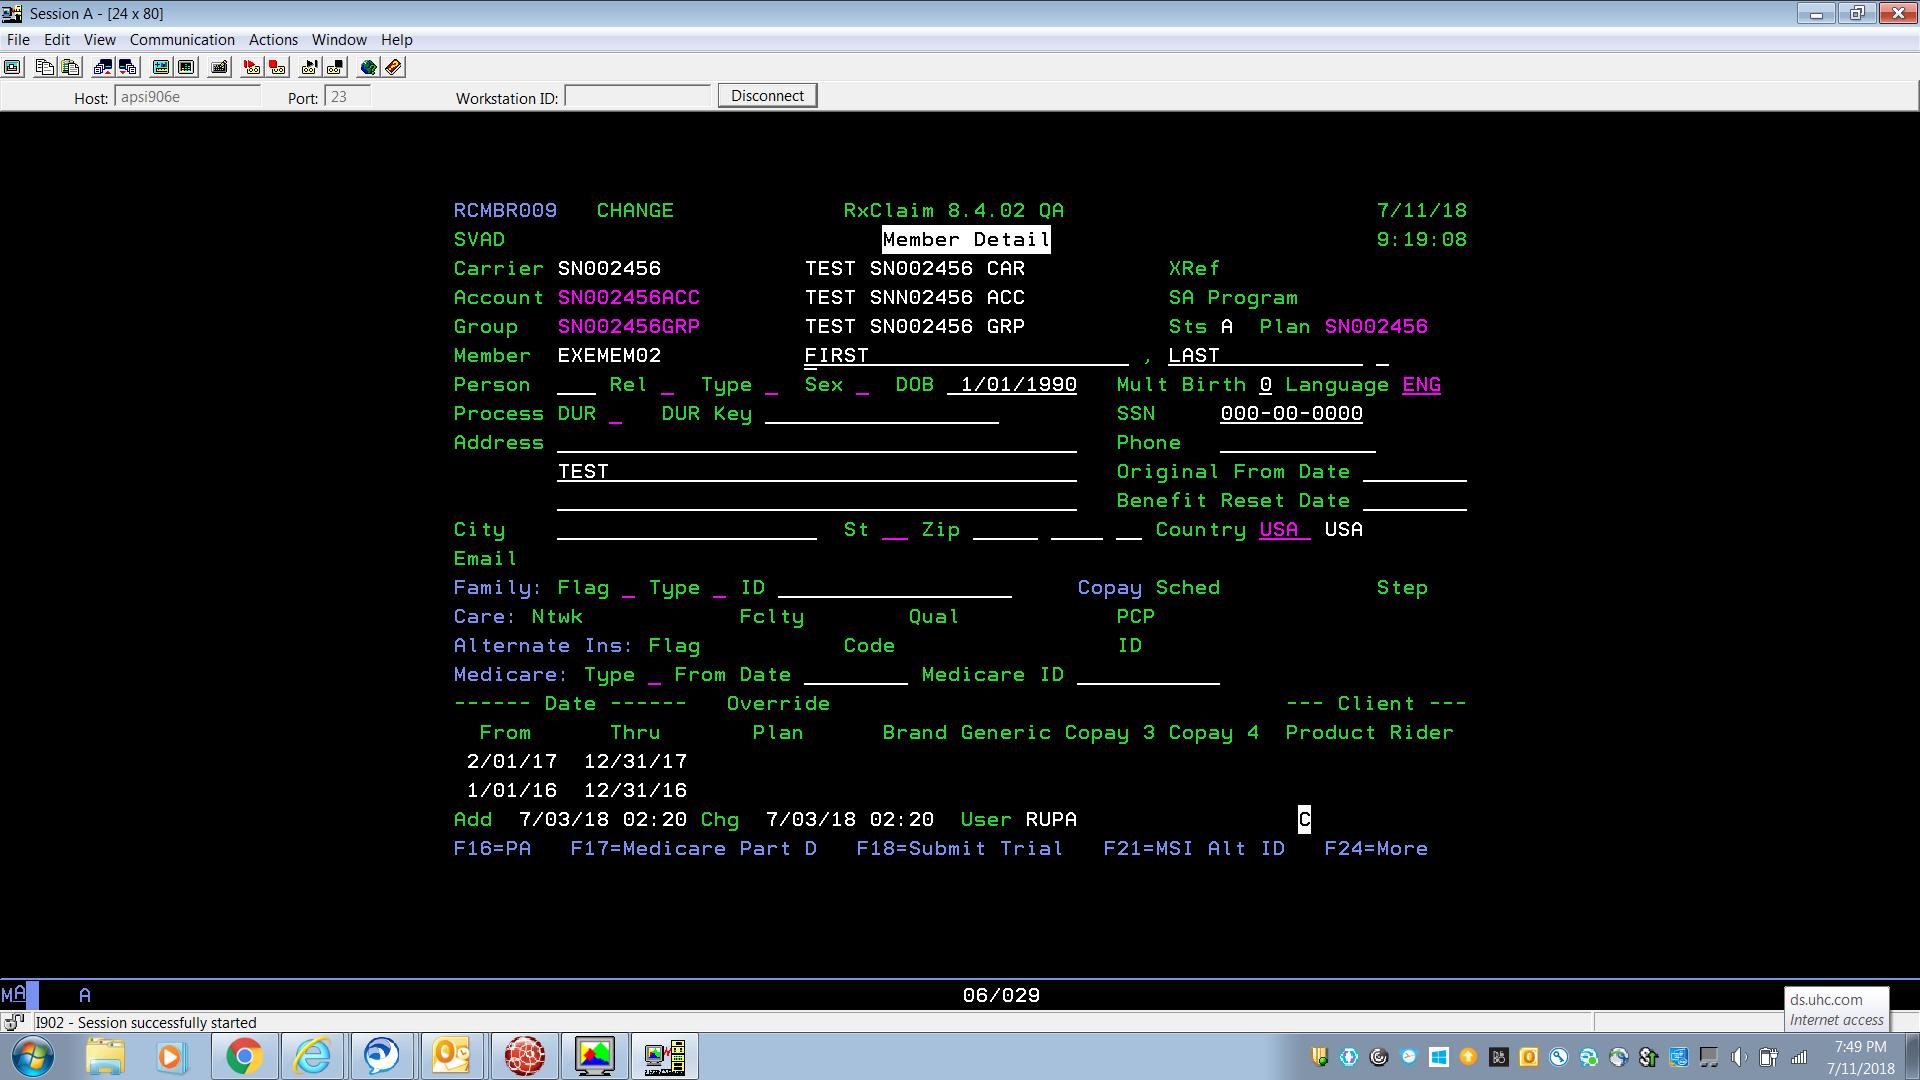 Session A - [24 x 80]
File Edit View Communication Actions Window Help
Host: apsi906e Port: 23 Workstation ID: Disconnect
RCMBR009 CHANGE RxClaim 8.4.02 QA 7/11/18
SVAD Member Detail 9:19:08
Carrier SN002456 TEST SN002456 CAR XRef
Account SN002456ACC TEST SNN02456 ACC SA Program
Group SN002456GRP TEST SN002456 GRP Sts A Plan SN002456
Member EXEMEM02 FIRST , LAST
Person Rel Type Sex DOB 1/01/1990 Mult Birth 0 Language ENG
Process DUR DUR Key SSN 000-00-0000
Address Phone
TEST Original From Date
Benefit Reset Date
City St Zip Country USA USA
Email
Family: Flag Type ID Copay Sched Step
Care: Ntwk Fclty Qual PCP
Alternate Ins: Flag Code ID
Medicare: Type From Date Medicare ID
------ Date ------ Override --- Client ---
From Thru Plan Brand Generic Copay 3 Copay 4 Product Rider
2/01/17 12/31/17
1/01/16 12/31/16
Add 7/03/18 02:20 Chg 7/03/18 02:20 User RUPA C
F16=PA F17=Medicare Part D F18=Submit Trial F21=MSI Alt ID F24=More
MA A 06/029
ds.uhc.com
Internet access
I902 - Session successfully started
7:49 PM
7/11/2018